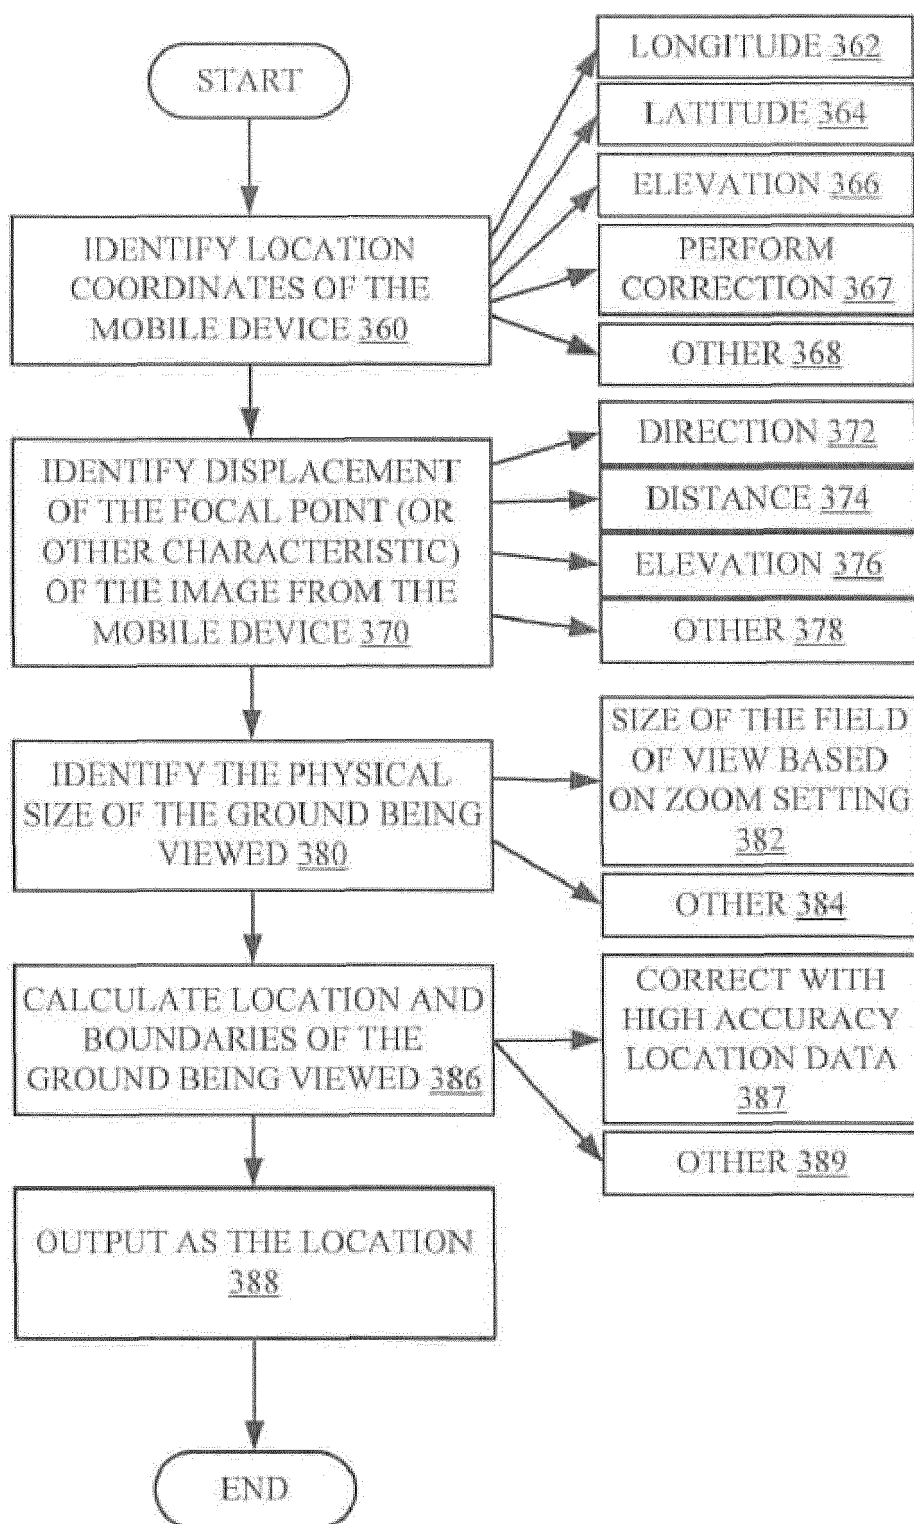 START
LONGITUDE 362
LATITUDE 364
ELEVATION 366
IDENTIFY LOCATION
COORDINATES OF THE
MOBILE DEVICE 360
PERFORM
CORRECTION 367
OTHER 368
IDENTIFY DISPLACEMENT
OF THE FOCAL POINT (OR
OTHER CHARACTERISTIC)
OF THE IMAGE FROM THE
MOBILE DEVICE 370
DIRECTION 372
DISTANCE 374
ELEVATION 376
OTHER 378
IDENTIFY THE PHYSICAL
SIZE OF THE GROUND BEING
VIEWED 380
SIZE OF THE FIELD
OF VIEW BASED
ON ZOOM SETTING
382
OTHER 384
CALCULATE LOCATION AND
BOUNDARIES OF THE
GROUND BEING VIEWED 386
CORRECT WITH
HIGH ACCURACY
LOCATION DATA
387
OTHER 389
OUTPUT AS THE LOCATION
388
END